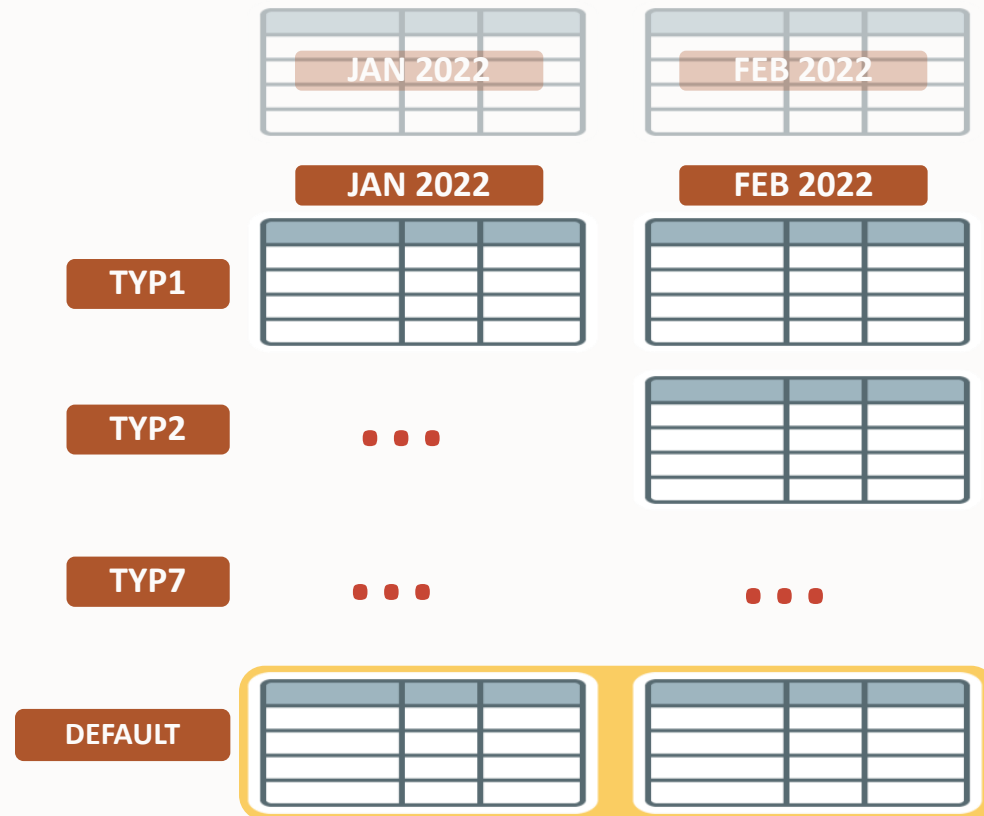 JAN 2022 FEB 2022
JAN 2022 FEB 2022
TYP1
TYP2
...
TYP7
... ...
DEFAULT